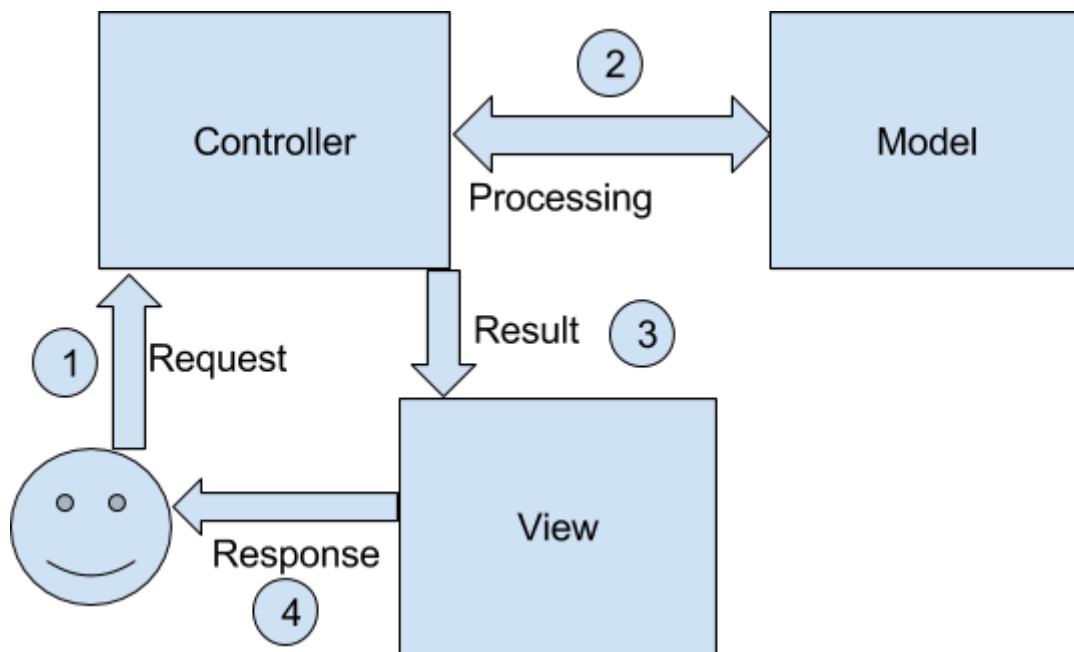 2
Controller
Model
Processing
Result
3
1
Request
View
Response
4